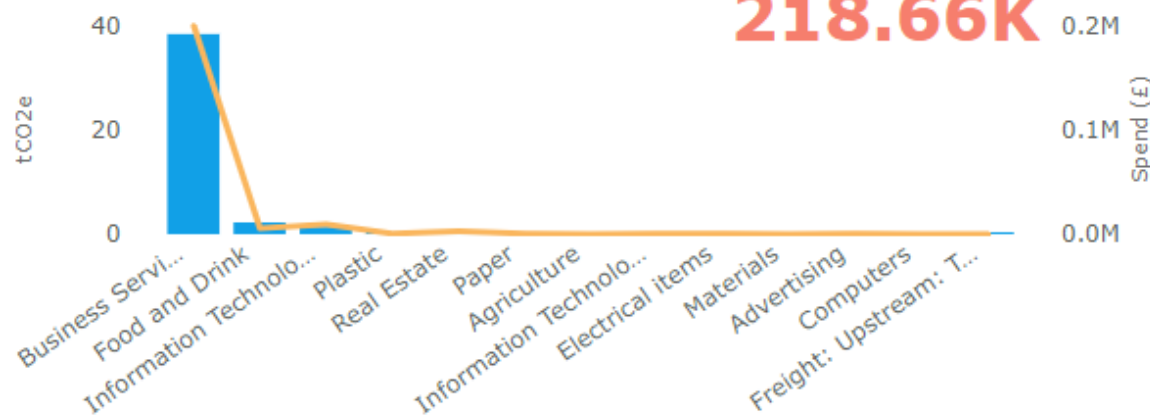 218.66K
40
20
0
tCO2e
0.2M
0.1M
0.0M
Spend (£)
Business Servi...
Food and Drink
Information Technolo...
Plastic
Real Estate
Paper
Agriculture
Information Technolo...
Electrical items
Materials
Advertising
Computers
Freight: Upstream: T...